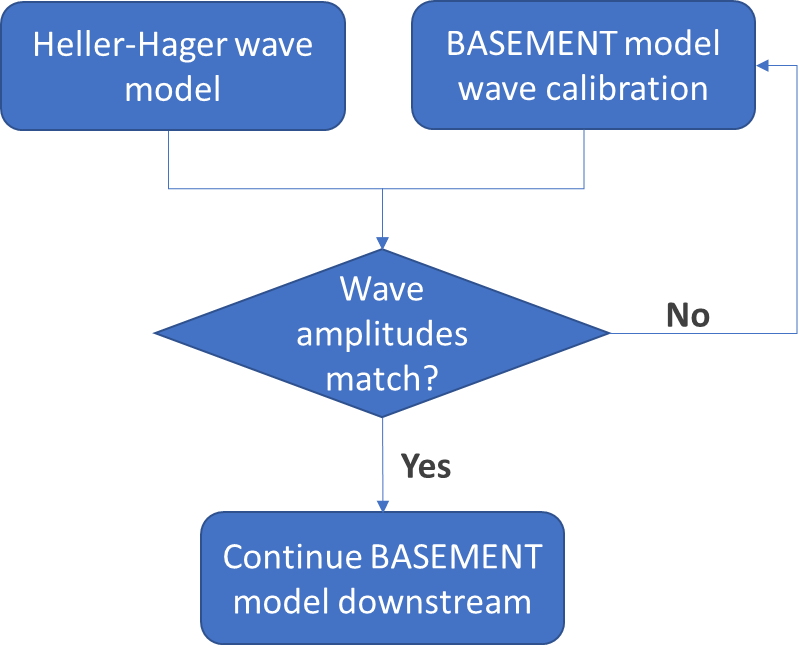 Heller-Hager wave
model
BASEMENT model
wave calibration
Wave
amplitudes
match?
No
Yes
Continue BASEMENT
model downstream